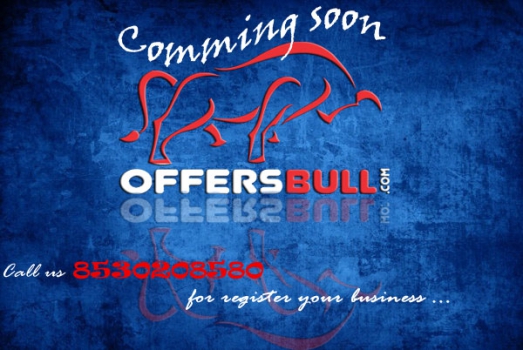 Comming soon
OFFERSBULL.COM
Call us 8530208580
for register your business ...